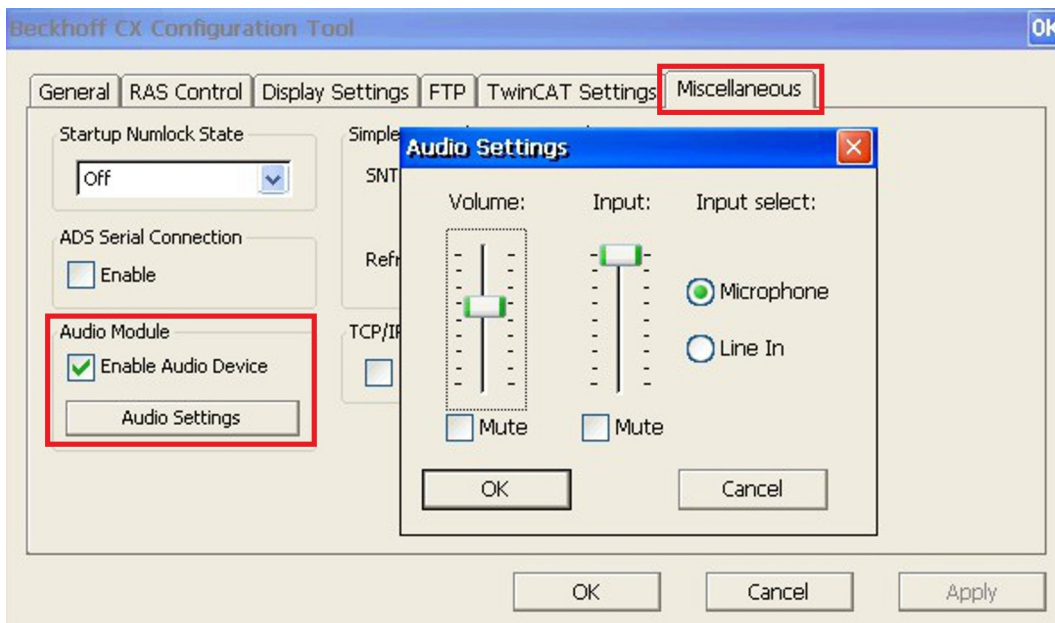 Beckhoff CX Configuration Tool
OK
General RAS Control Display Settings FTP TwinCAT Settings Miscellaneous
Startup Numlock State
Off
ADS Serial Connection
Enable
Audio Module
Enable Audio Device
Audio Settings
Simple
SNT
Refr
TCP/IP
Audio Settings
Volume: Input: Input select:
Microphone
Line In
Mute Mute
OK Cancel
OK Cancel Apply